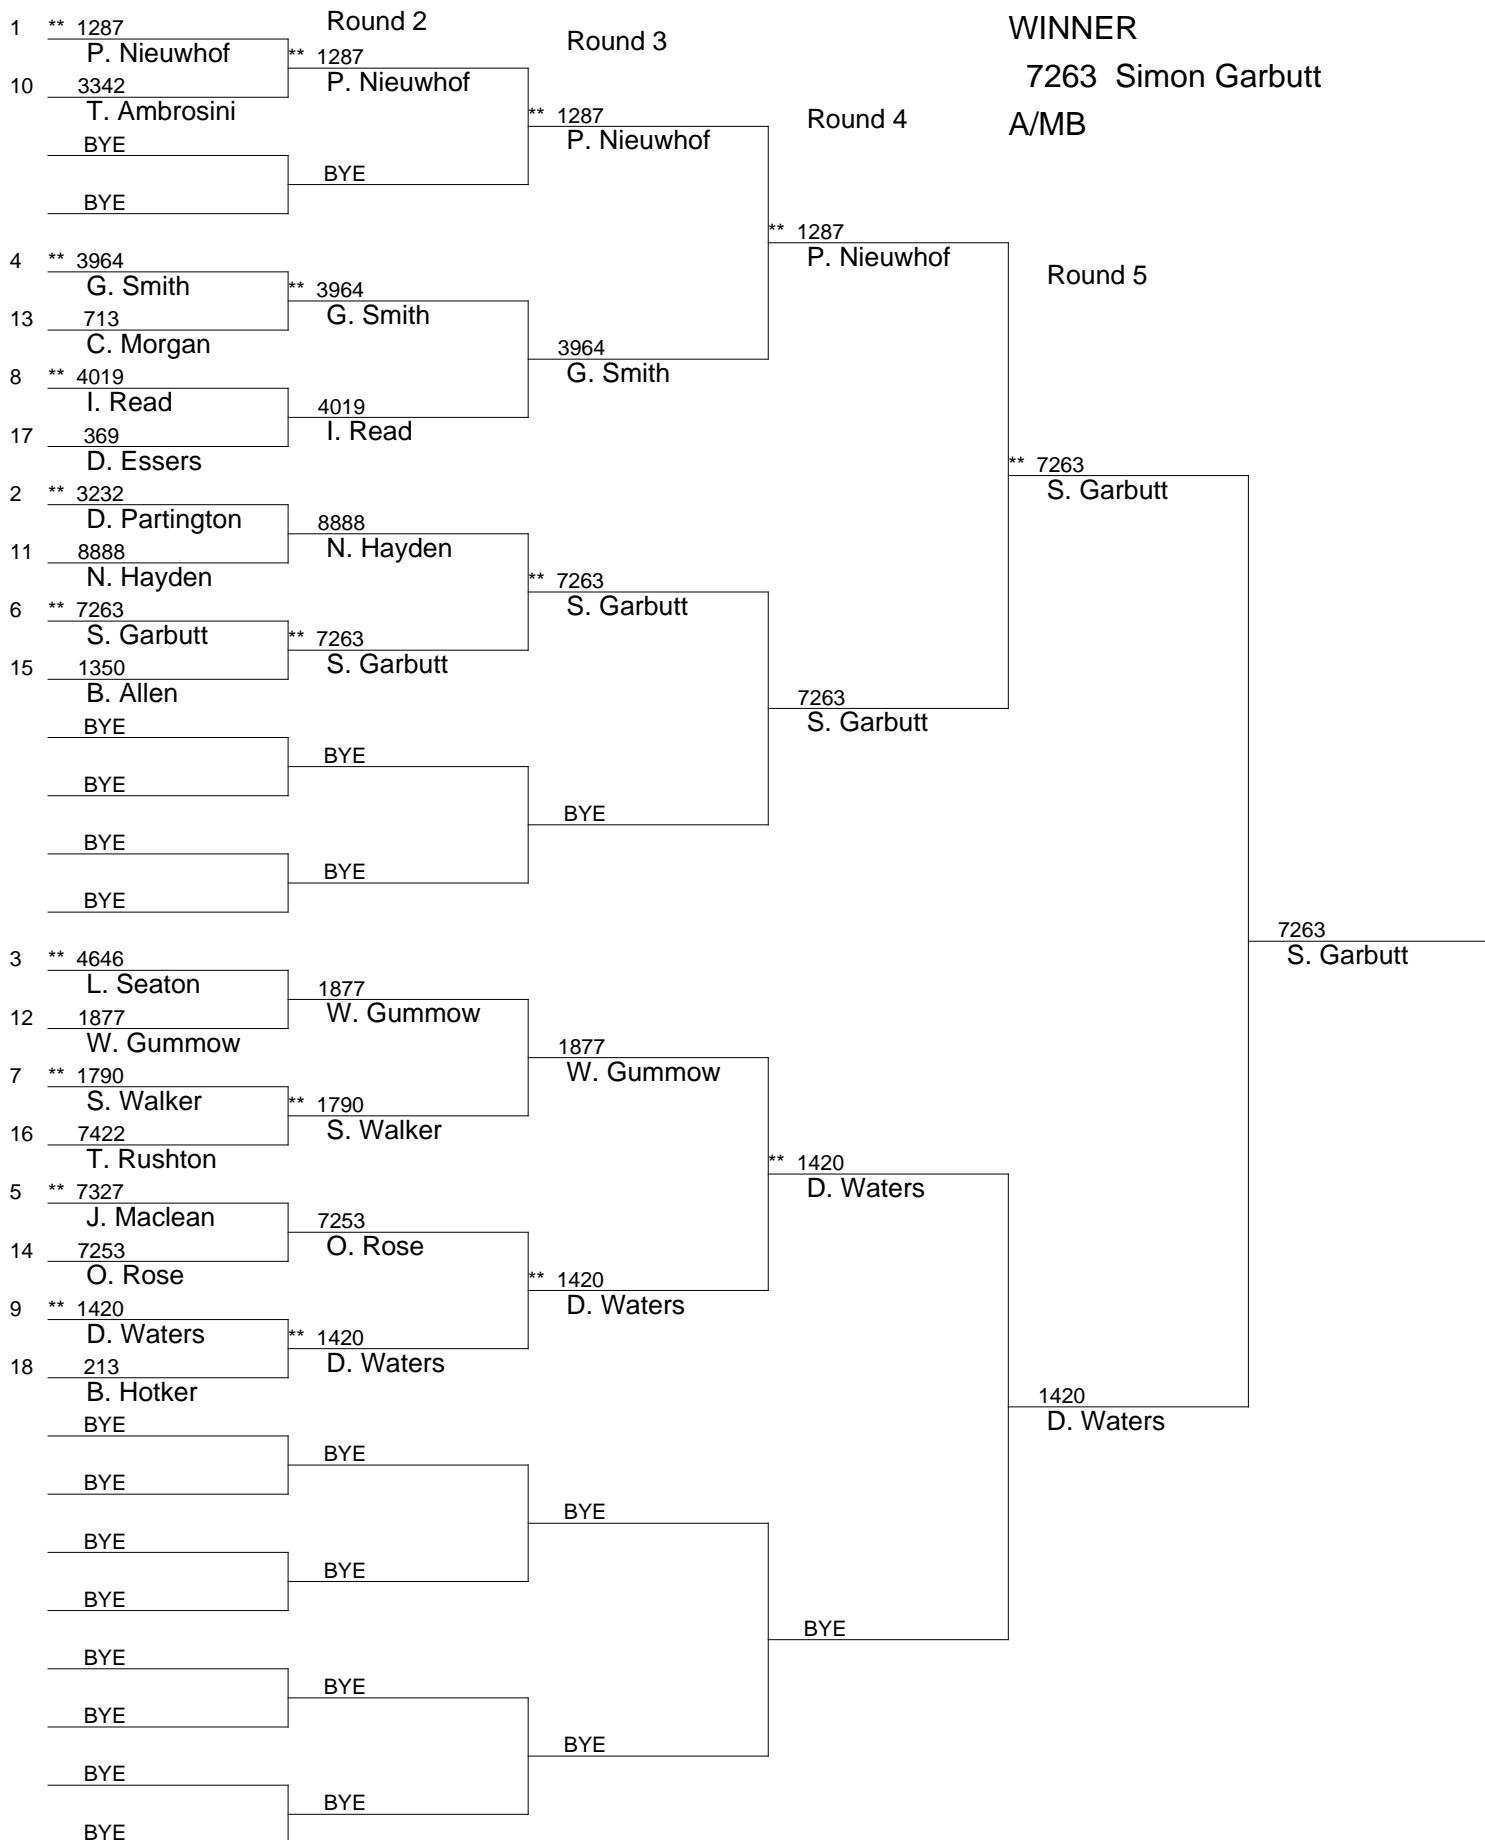 WINNER
7263 Simon Garbutt
A/MB
Round 2
Round 3
Round 4
Round 5
1 ** 1287
P. Nieuwhof
10 3342
T. Ambrosini
BYE
BYE
4 ** 3964
G. Smith
13 713
C. Morgan
8 ** 4019
I. Read
17 369
D. Essers
2 ** 3232
D. Partington
11 8888
N. Hayden
6 ** 7263
S. Garbutt
15 1350
B. Allen
BYE
BYE
BYE
BYE
3 ** 4646
L. Seaton
12 1877
W. Gummow
7 ** 1790
S. Walker
16 7422
T. Rushton
5 ** 7327
J. Maclean
14 7253
O. Rose
9 ** 1420
D. Waters
18 213
B. Hotker
BYE
BYE
BYE
BYE
BYE
BYE
BYE
BYE
** 1287
P. Nieuwhof
BYE
** 3964
G. Smith
4019
I. Read
8888
N. Hayden
** 7263
S. Garbutt
BYE
BYE
1877
W. Gummow
** 1790
S. Walker
7253
O. Rose
** 1420
D. Waters
BYE
BYE
BYE
BYE
** 1287
P. Nieuwhof
3964
G. Smith
** 7263
S. Garbutt
BYE
1877
W. Gummow
** 1420
D. Waters
BYE
BYE
** 1287
P. Nieuwhof
7263
S. Garbutt
** 1420
D. Waters
BYE
** 7263
S. Garbutt
1420
D. Waters
7263
S. Garbutt